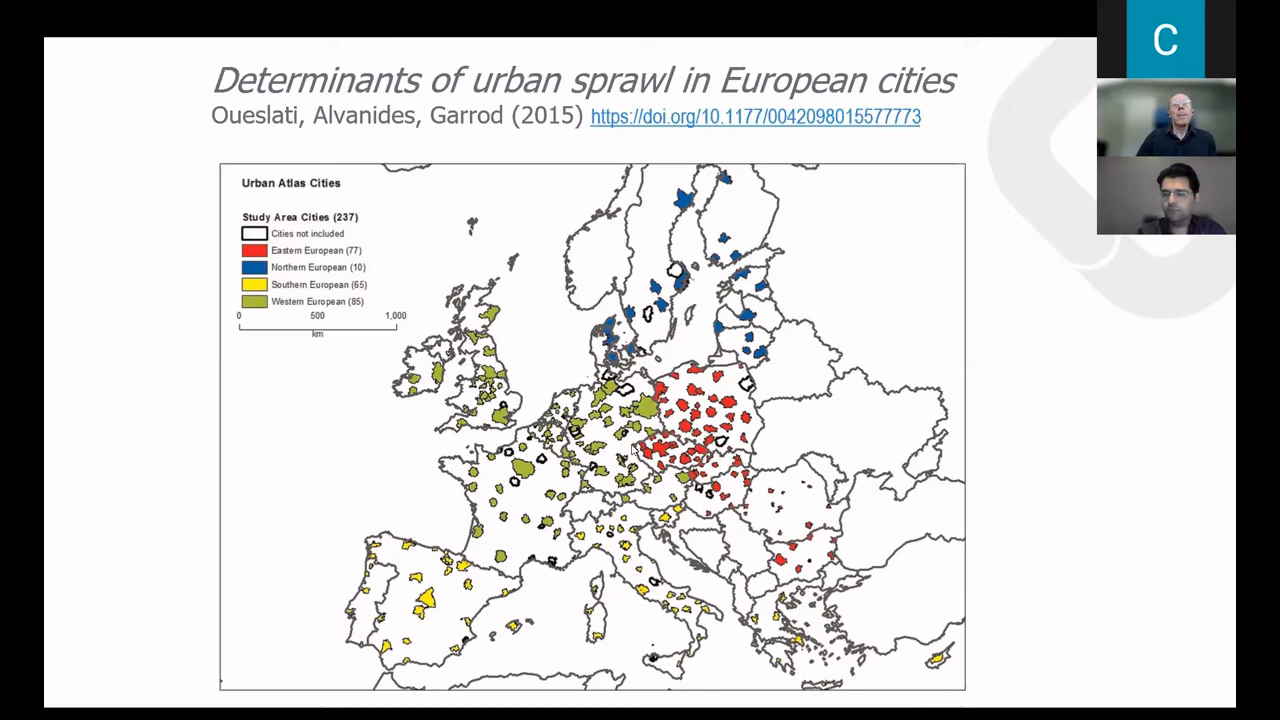 Determinants of urban sprawl in European cities
Oueslati, Alvanides, Garrod (2015) https://doi.org/10.1177/0042098015577773
Urban Atlas Cities
Study Area Cities (237)
Cities not included
Eastern European (77)
Northern European (10)
Southern European (65)
Western European (85)
0 500 1,000
km
C